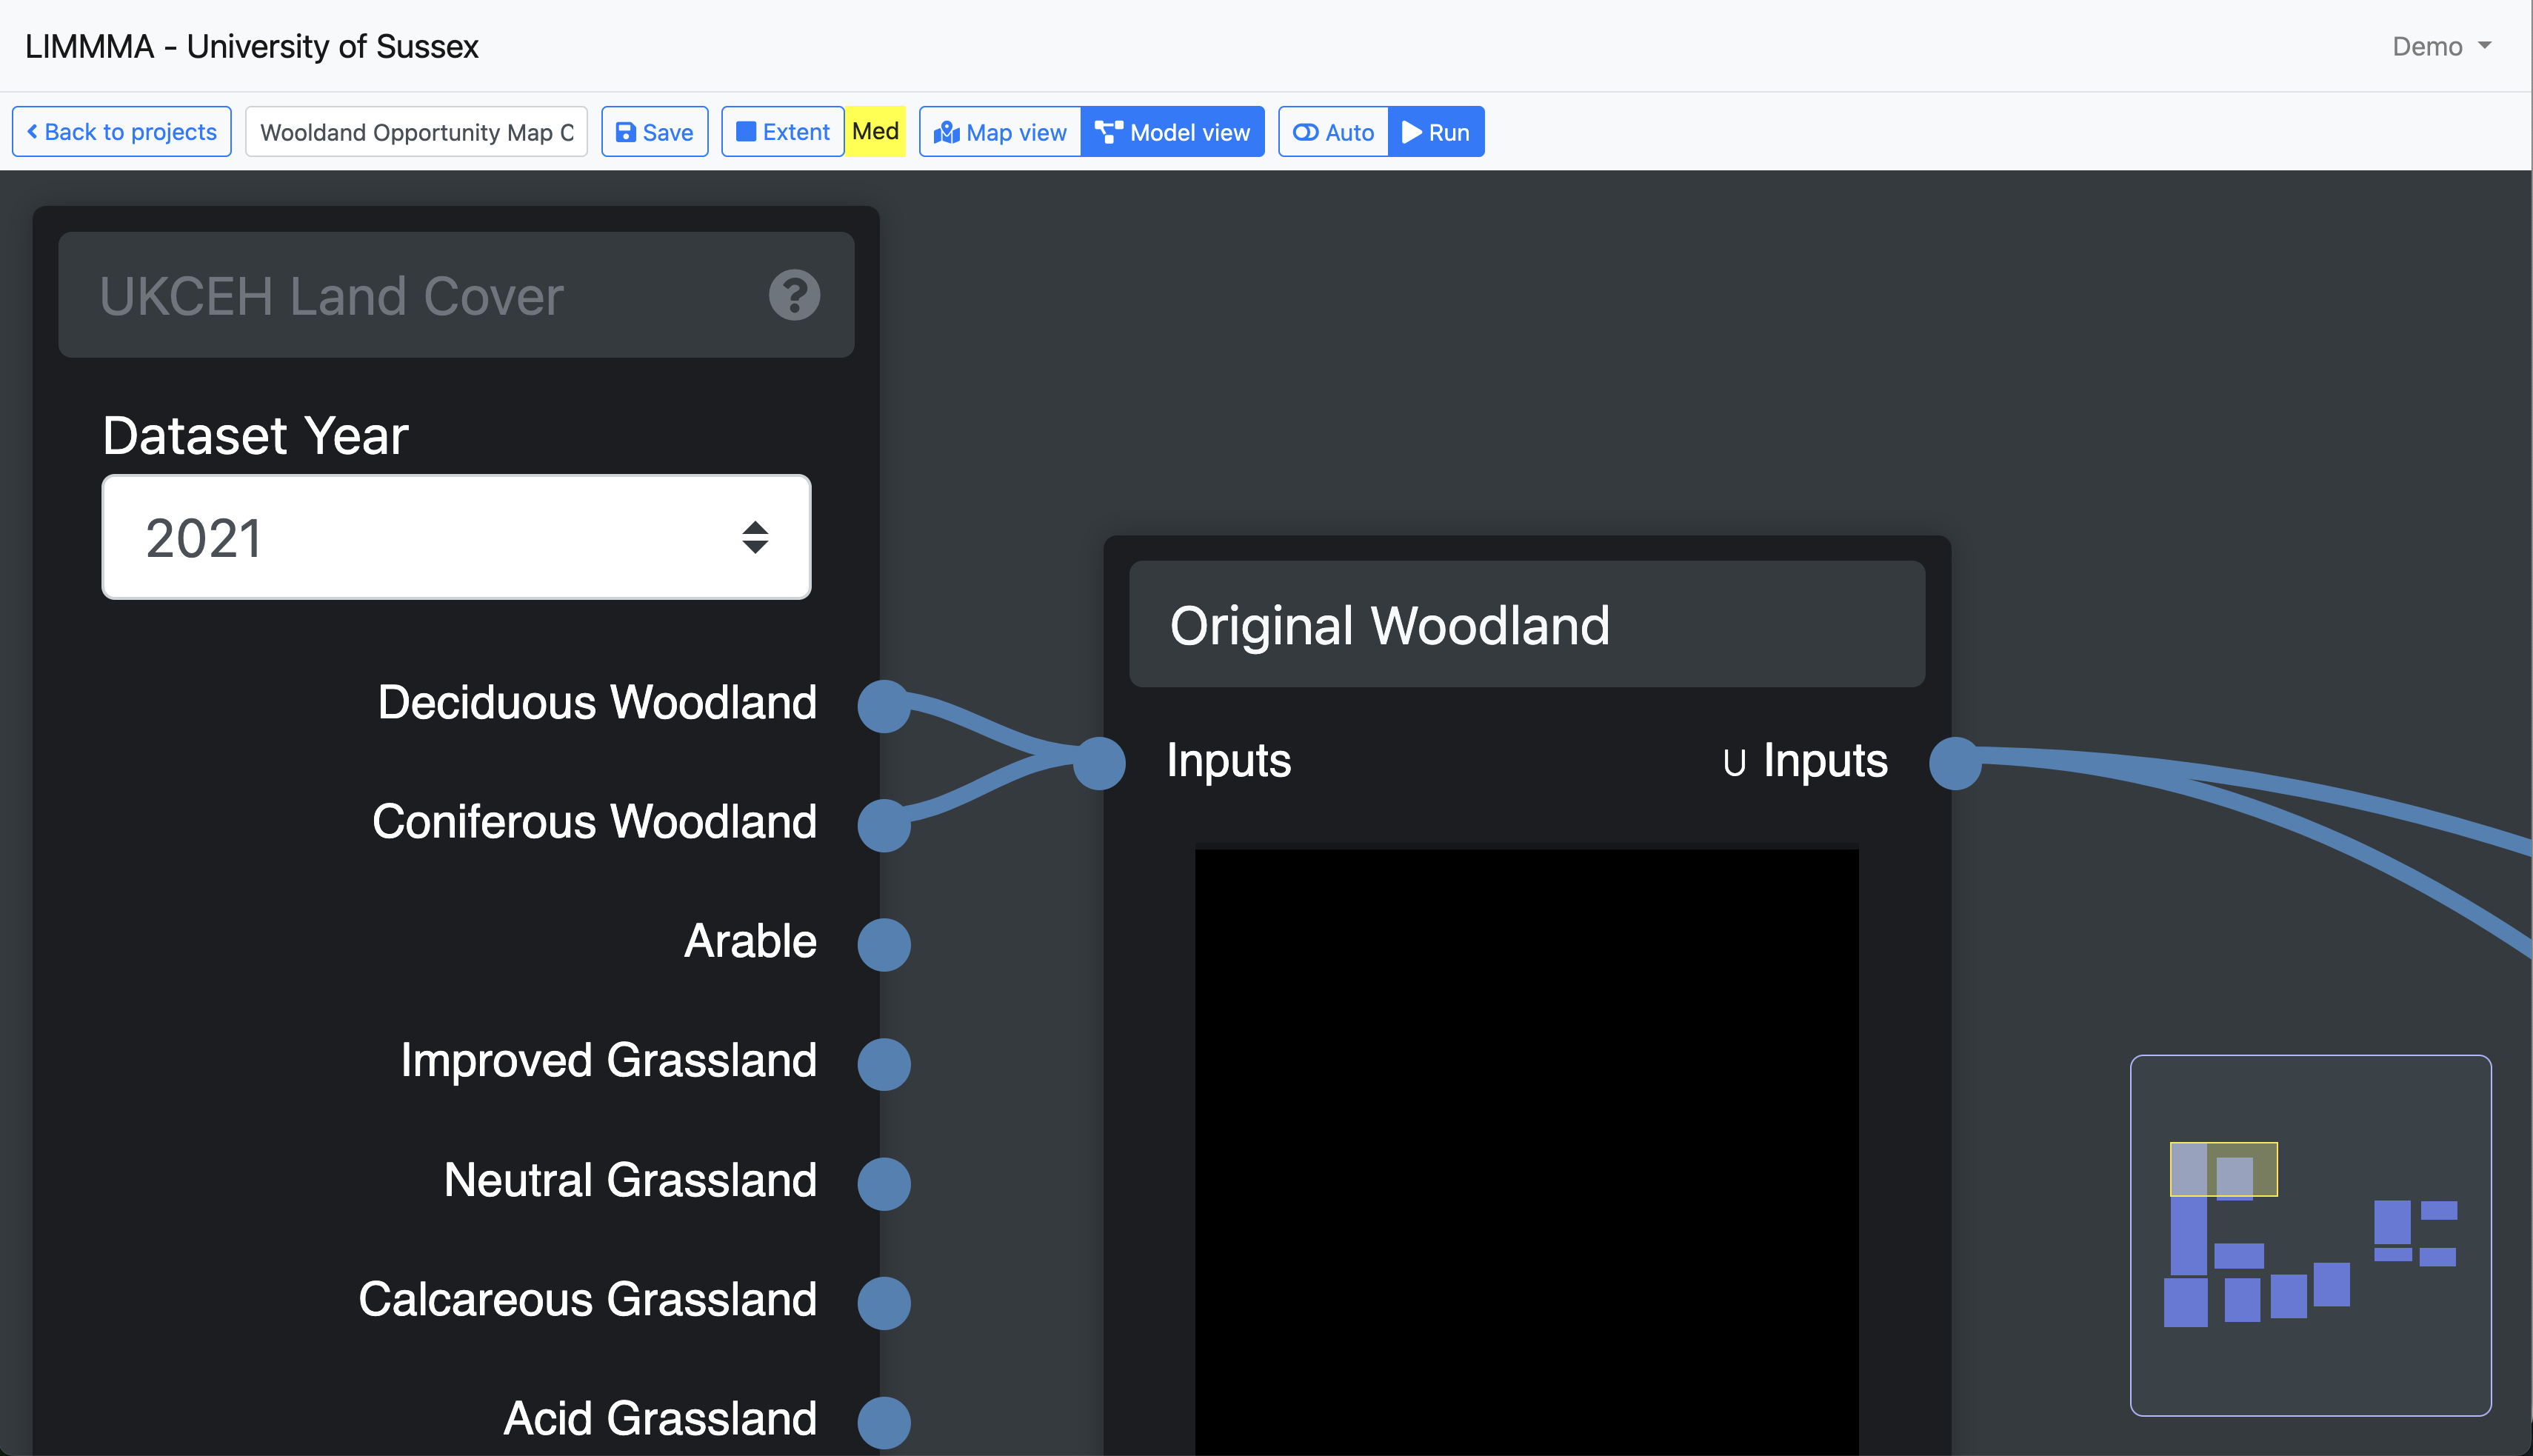 LIMMMA - University of Sussex
Demo
Back to projects
Wooldand Opportunity Map C
Save
Extent
Med
Map view
Model view
Auto
Run
UKCEH Land Cover
Dataset Year
2021
Deciduous Woodland
Coniferous Woodland
Arable
Improved Grassland
Neutral Grassland
Calcareous Grassland
Acid Grassland
Original Woodland
Inputs
∪ Inputs